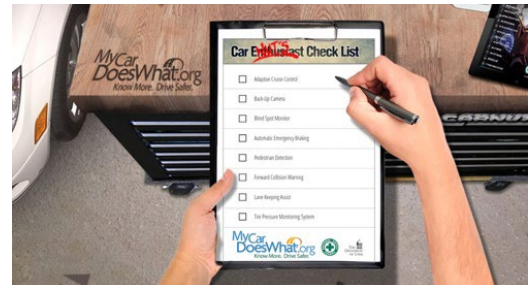 MyCar
DoesWhat.org
Know More. Drive Safer.
Car Enthusiast Check List
Adaptive Cruise Control
Back-Up Camera
Blind Spot Monitor
Automatic Emergency Braking
Pedestrian Detection
Forward Collision Warning
Lane Keeping Assist
Tire Pressure Monitoring System
MyCar
DoesWhat.org
Know More. Drive Safer.